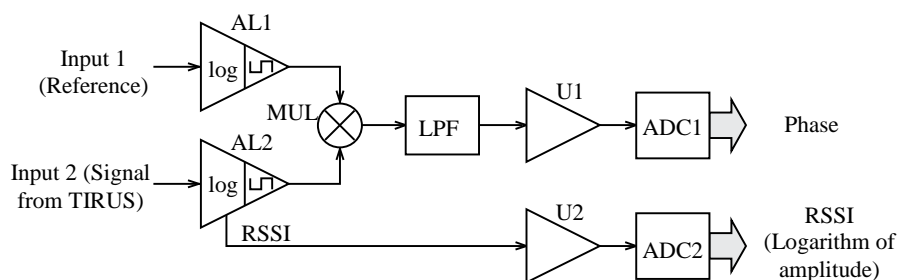 AL1
Input 1
(Reference)
log
MUL
LPF
U1
ADC1
Phase
AL2
Input 2 (Signal
from TIRUS)
log
RSSI
U2
ADC2
RSSI
(Logarithm of
amplitude)